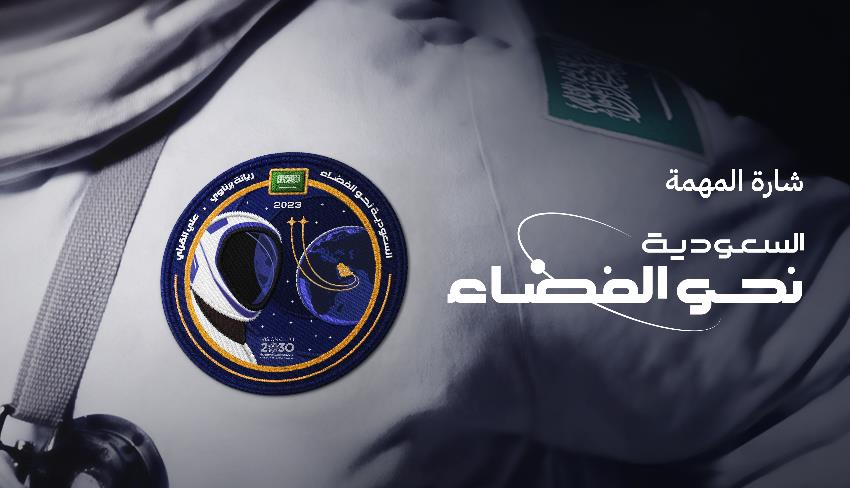 شارة المهمة
السعودية
نحو الفضاء
السعودية نحو الفضاء
ريانة برناوي
علي القرني
2023
2030